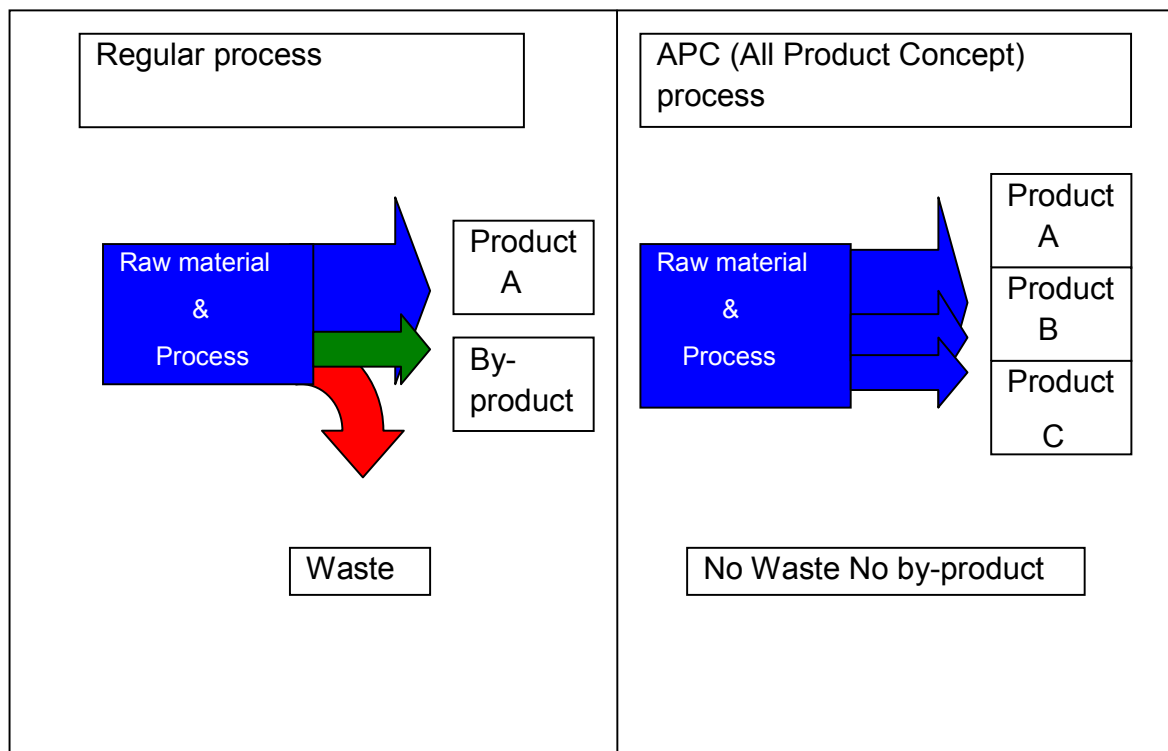 Regular process
Raw material
&
Process
Product
A
By-
product
Waste
APC (All Product Concept)
process
Raw material
&
Process
Product
A
Product
B
Product
C
No Waste No by-product